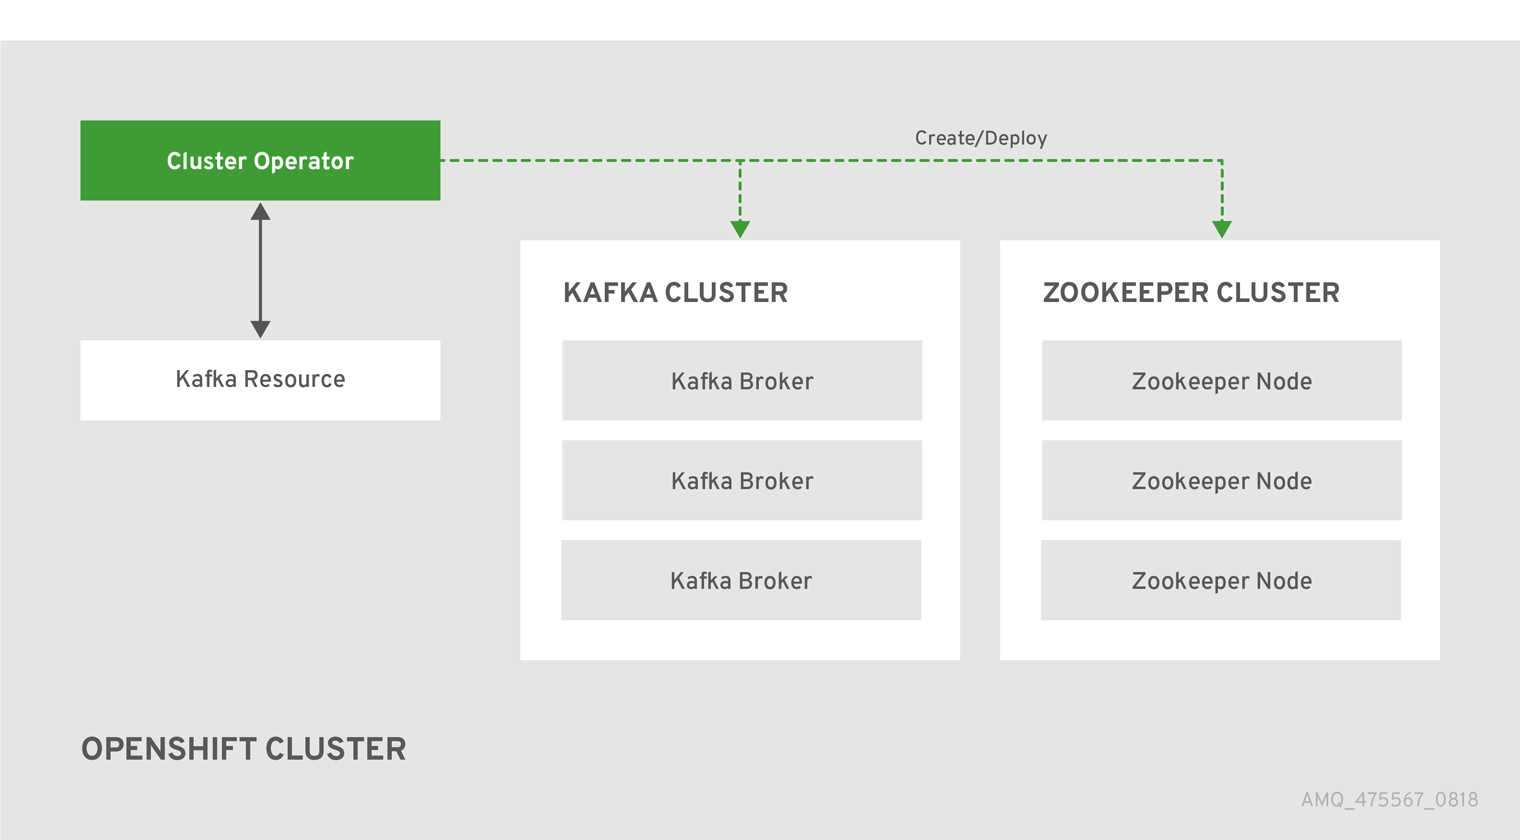 Cluster Operator
Create/Deploy
Kafka Resource
KAFKA CLUSTER
Kafka Broker
Kafka Broker
Kafka Broker
ZOOKEEPER CLUSTER
Zookeeper Node
Zookeeper Node
Zookeeper Node
OPENSHIFT CLUSTER
AMQ_475567_0818